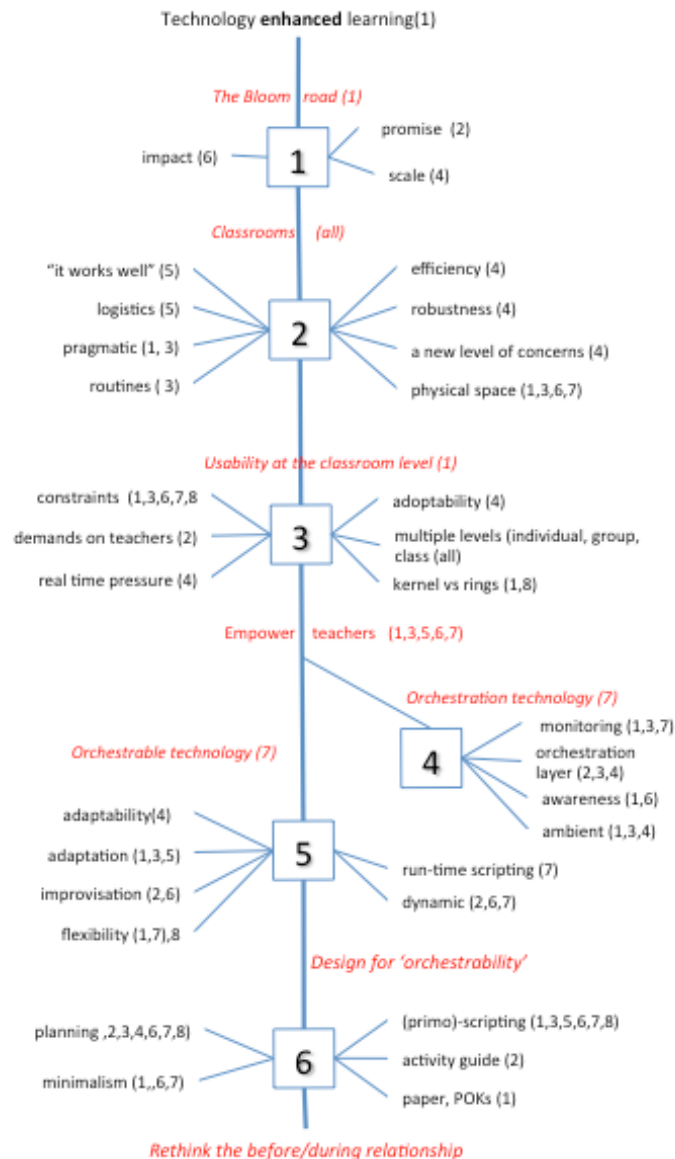 Technology enhanced learning(1)
The Bloom road (1)
impact (6)
1
promise (2)
scale (4)
Classrooms (all)
"it works well" (5)
logistics (5)
pragmatic (1, 3)
routines ( 3)
2
efficiency (4)
robustness (4)
a new level of concerns (4)
physical space (1,3,6,7)
Usability at the classroom level (1)
constraints (1,3,6,7,8
demands on teachers (2)
real time pressure (4)
3
adoptability (4)
multiple levels (individual, group,
class (all)
kernel vs rings (1,8)
Empower teachers (1,3,5,6,7)
Orchestration technology (7)
4
monitoring (1,3,7)
orchestration
layer (2,3,4)
awareness (1,6)
ambient (1,3,4)
Orchestrable technology (7)
adaptability(4)
adaptation (1,3,5)
improvisation (2,6)
flexibility (1,7),8
5
run-time scripting (7)
dynamic (2,6,7)
Design for 'orchestrability'
planning ,2,3,4,6,7,8)
minimalism (1,,6,7)
6
(primo)-scripting (1,3,5,6,7,8)
activity guide (2)
paper, POKs (1)
Rethink the before/during relationship